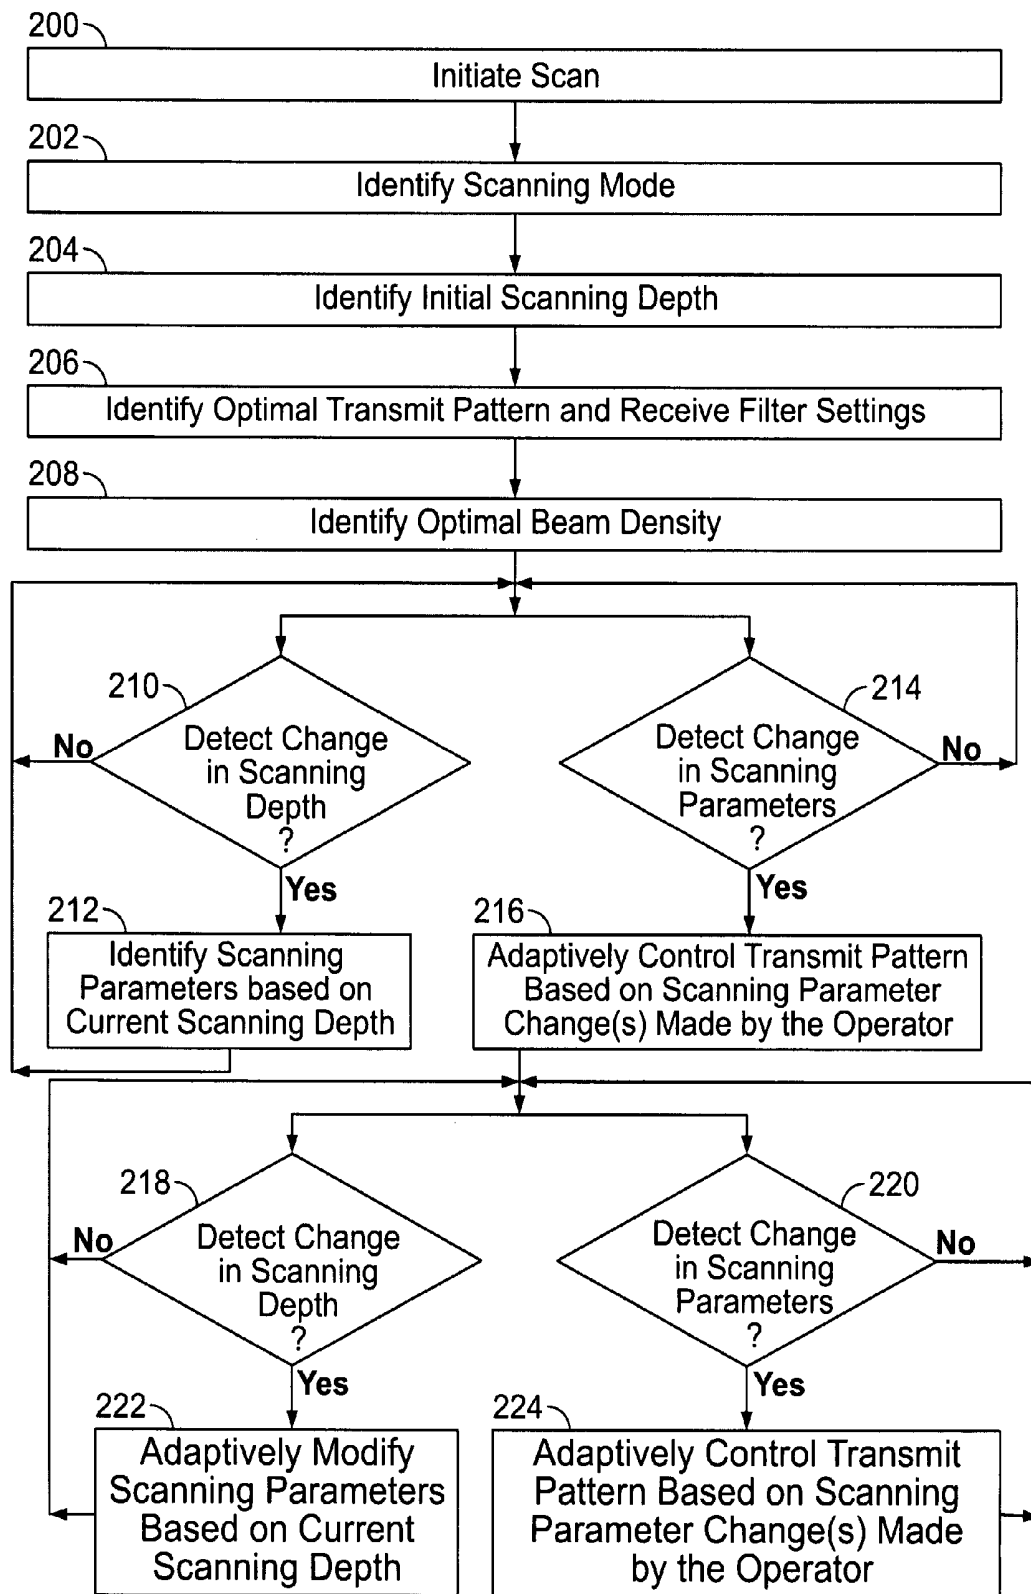 200
Initiate Scan
202
Identify Scanning Mode
204
Identify Initial Scanning Depth
206
Identify Optimal Transmit Pattern and Receive Filter Settings
208
Identify Optimal Beam Density
210
Detect Change
in Scanning
Depth
?
No
Yes
214
Detect Change
in Scanning
Parameters
?
No
Yes
212
Identify Scanning
Parameters based on
Current Scanning Depth
216
Adaptively Control Transmit Pattern
Based on Scanning Parameter
Change(s) Made by the Operator
218
Detect Change
in Scanning
Depth
?
No
Yes
220
Detect Change
in Scanning
Parameters
?
No
Yes
222
Adaptively Modify
Scanning Parameters
Based on Current
Scanning Depth
224
Adaptively Control Transmit
Pattern Based on Scanning
Parameter Change(s) Made
by the Operator